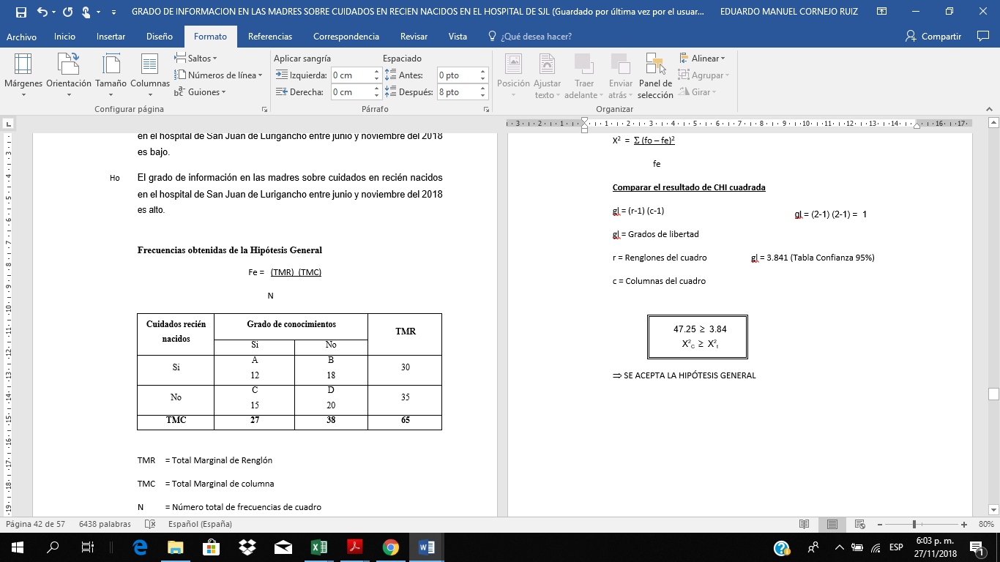 GRADO DE INFORMACION EN LAS MADRES SOBRE CUIDADOS EN RECIEN NACIDOS EN EL HOSPITAL DE SJL (Guardado por última vez por el usuar...
EDUARDO MANUEL CORNEJO RUIZ
Archivo Inicio Insertar Diseño Formato Referencias Correspondencia Revisar Vista ¿Qué desea hacer? Compartir
Márgenes Orientación Tamaño Columnas
Saltos
Números de línea
Guiones
Configurar página
Aplicar sangría Espaciado
Izquierda: 0 cm Antes: 0 pto
Derecha: 0 cm Después: 8 pto
Párrafo
Posición Ajustar texto Traer adelante Enviar atrás Panel de selección
Alinear
Agrupar
Girar
Organizar
en el hospital de San Juan de Lurigancho entre junio y noviembre del 2018
es bajo.
Ho El grado de información en las madres sobre cuidados en recién nacidos
en el hospital de San Juan de Lurigancho entre junio y noviembre del 2018
es alto.
Frecuencias obtenidas de la Hipótesis General
Fe = (TMR) (TMC)
N
Cuidados recién nacidos Grado de conocimientos TMR
Si No
A B
Si 12 18 30
C D
No 15 20 35
TMC 27 38 65
TMR = Total Marginal de Renglón
TMC = Total Marginal de columna
N = Número total de frecuencias de cuadro
X² = Σ (fo – fe)²
fe
Comparar el resultado de CHI cuadrada
gl = (r-1) (c-1) gl = (2-1) (2-1) = 1
gl = Grados de libertad
r = Renglones del cuadro gl = 3.841 (Tabla Confianza 95%)
c = Columnas del cuadro
47.25 ≥ 3.84
X²c ≥ X²t
⇒ SE ACEPTA LA HIPÓTESIS GENERAL
Página 42 de 57 6438 palabras Español (España) 80%
ESP 6:03 p. m.
27/11/2018